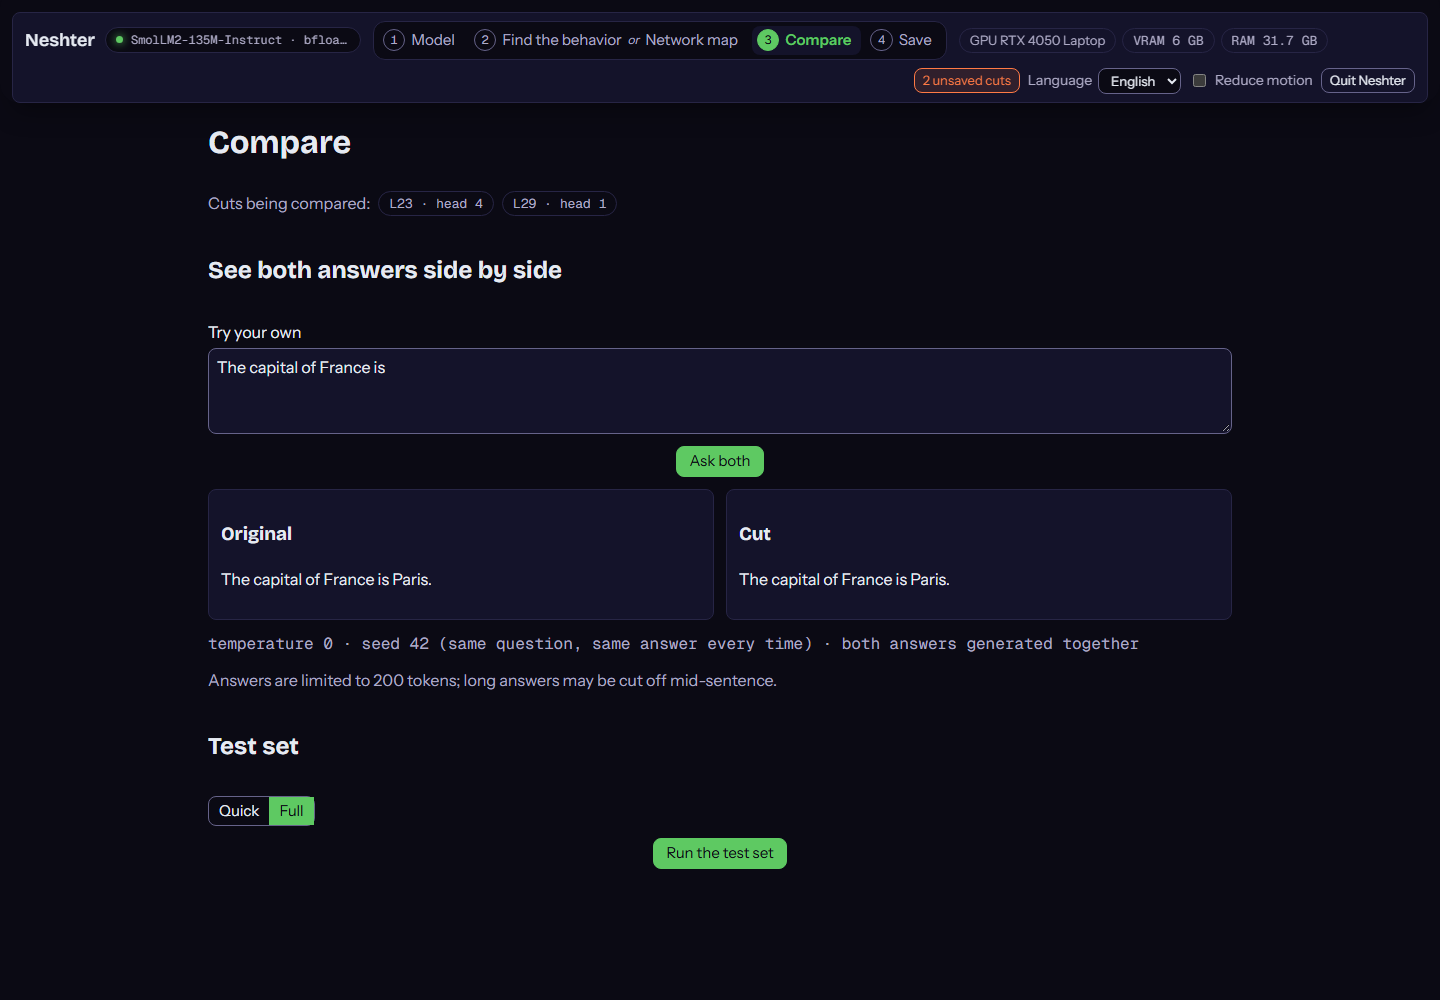 Neshter
SmolLM2-135M-Instruct · bfloa…
1 Model
2 Find the behavior or Network map
3 Compare
4 Save
GPU RTX 4050 Laptop
VRAM 6 GB
RAM 31.7 GB
2 unsaved cuts
Language
English
Reduce motion
Quit Neshter
Compare
Cuts being compared: L23 · head 4 L29 · head 1
See both answers side by side
Try your own
The capital of France is
Ask both
Original
The capital of France is Paris.
Cut
The capital of France is Paris.
temperature 0 · seed 42 (same question, same answer every time) · both answers generated together
Answers are limited to 200 tokens; long answers may be cut off mid-sentence.
Test set
Quick Full
Run the test set